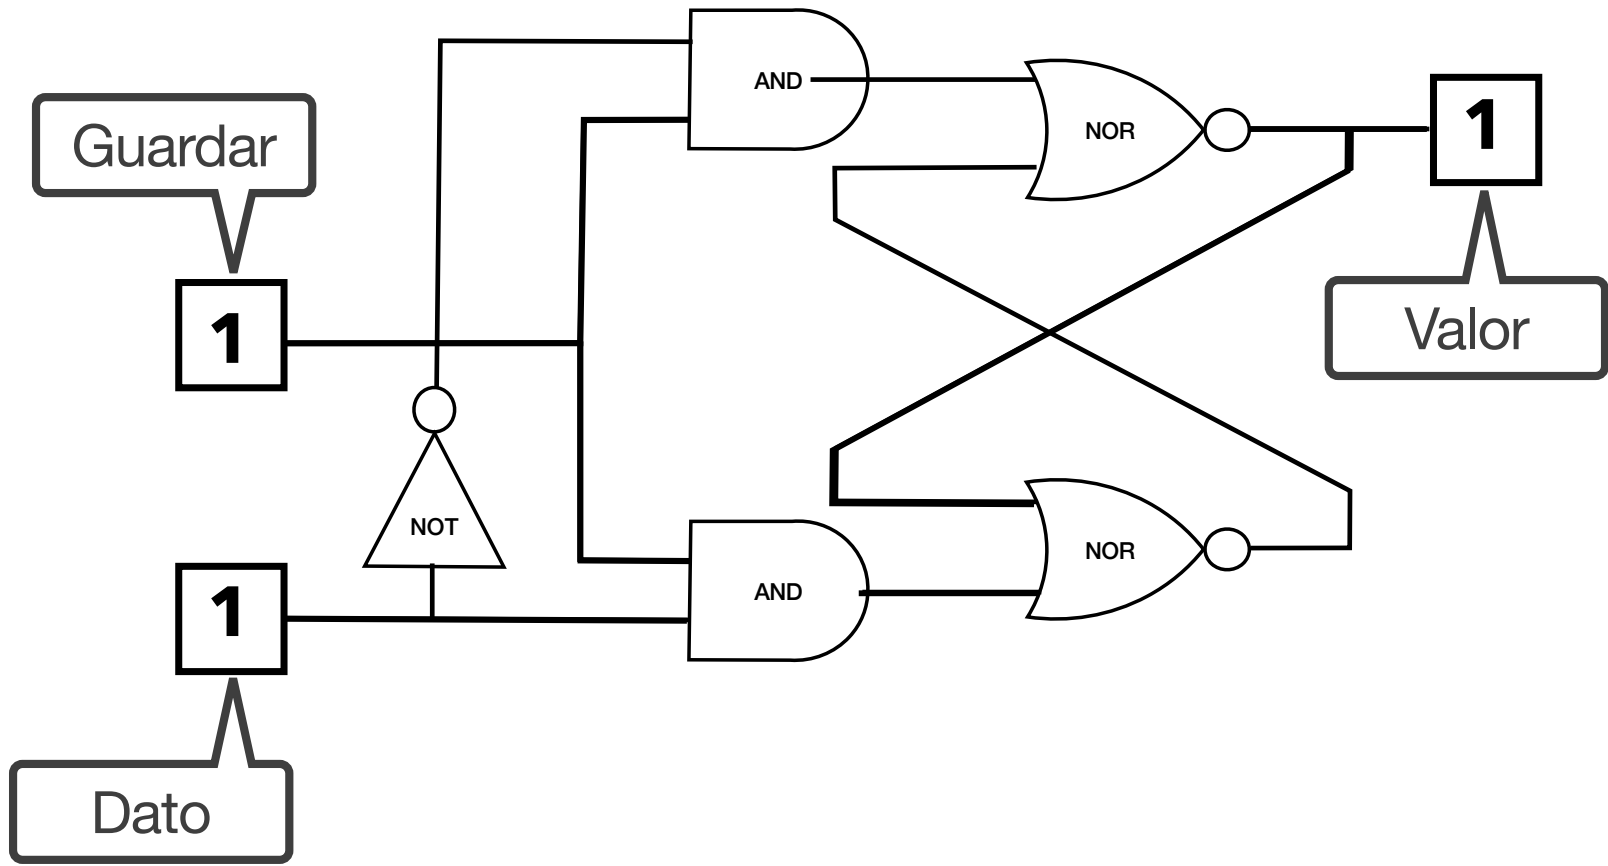 AND
NOR
1
Guardar
1
Valor
NOT
AND
NOR
1
Dato